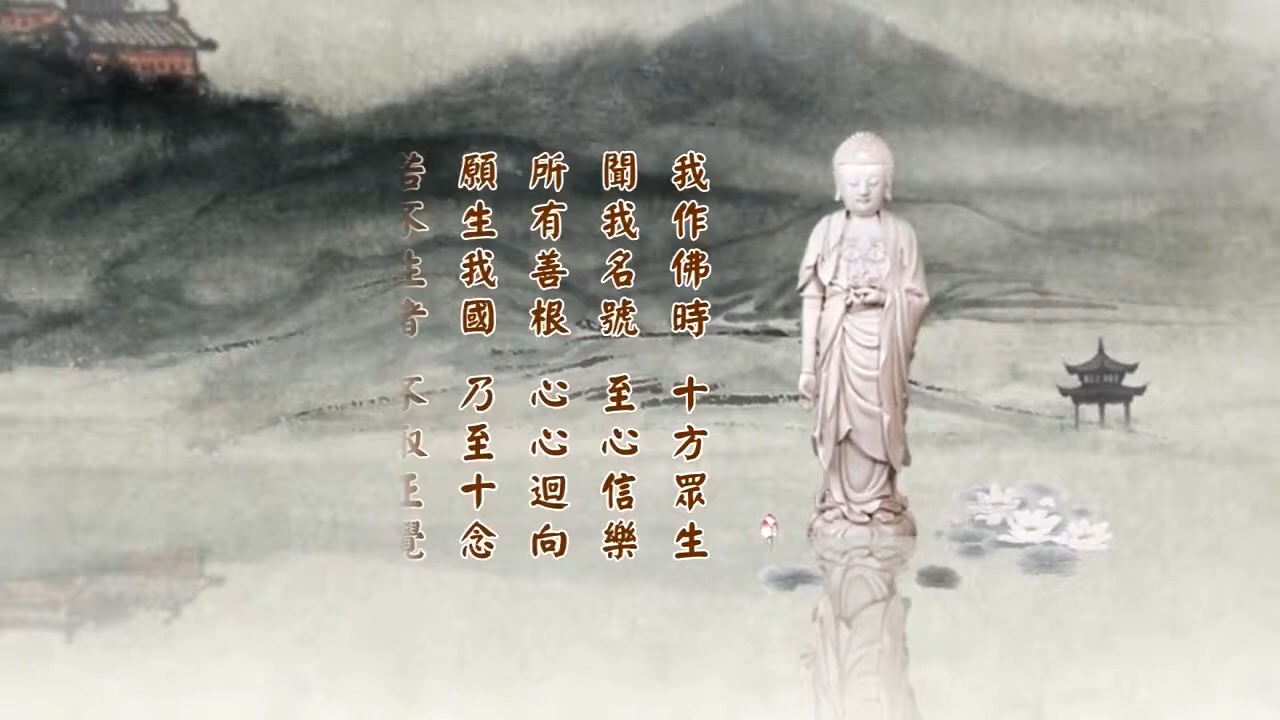 我作佛時 十方眾生
聞我名號 至心信樂
所有善根 心心迴向
願生我國 乃至十念
若不生者 不取正覺